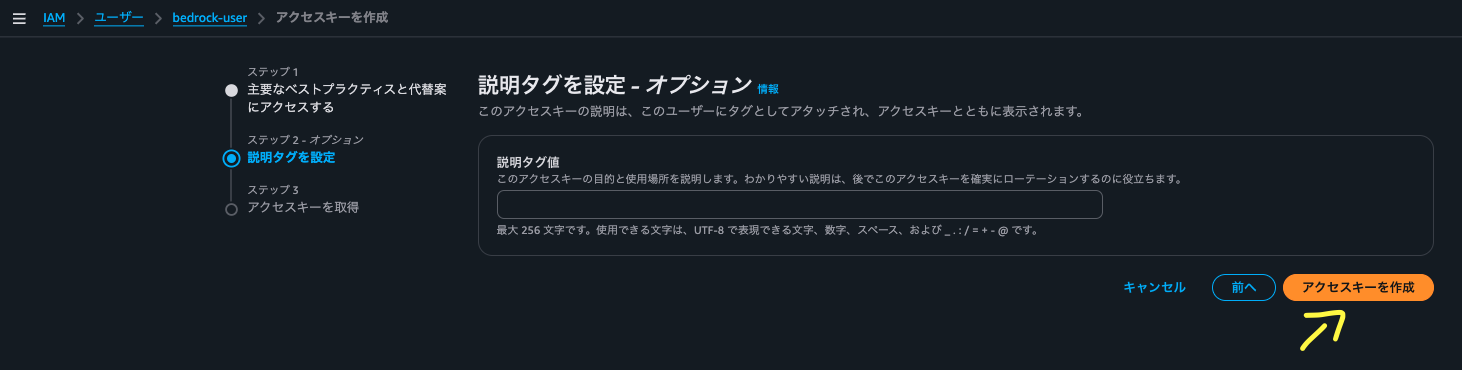 IAM > ユーザー > bedrock-user > アクセスキーを作成
ステップ 1
主要なベストプラクティスと代替案
にアクセスする
ステップ 2 - オプション
説明タグを設定
ステップ 3
アクセスキーを取得
説明タグを設定 - オプション 情報
このアクセスキーの説明は、このユーザーにタグとしてアタッチされ、アクセスキーとともに表示されます。
説明タグ値
このアクセスキーの目的と使用場所を説明します。わかりやすい説明は、後でこのアクセスキーを確実にローテーションするのに役立ちます。
最大 256 文字です。使用できる文字は、UTF-8 で表現できる文字、数字、スペース、および _ . : / = + - @ です。
キャンセル 前へ アクセスキーを作成